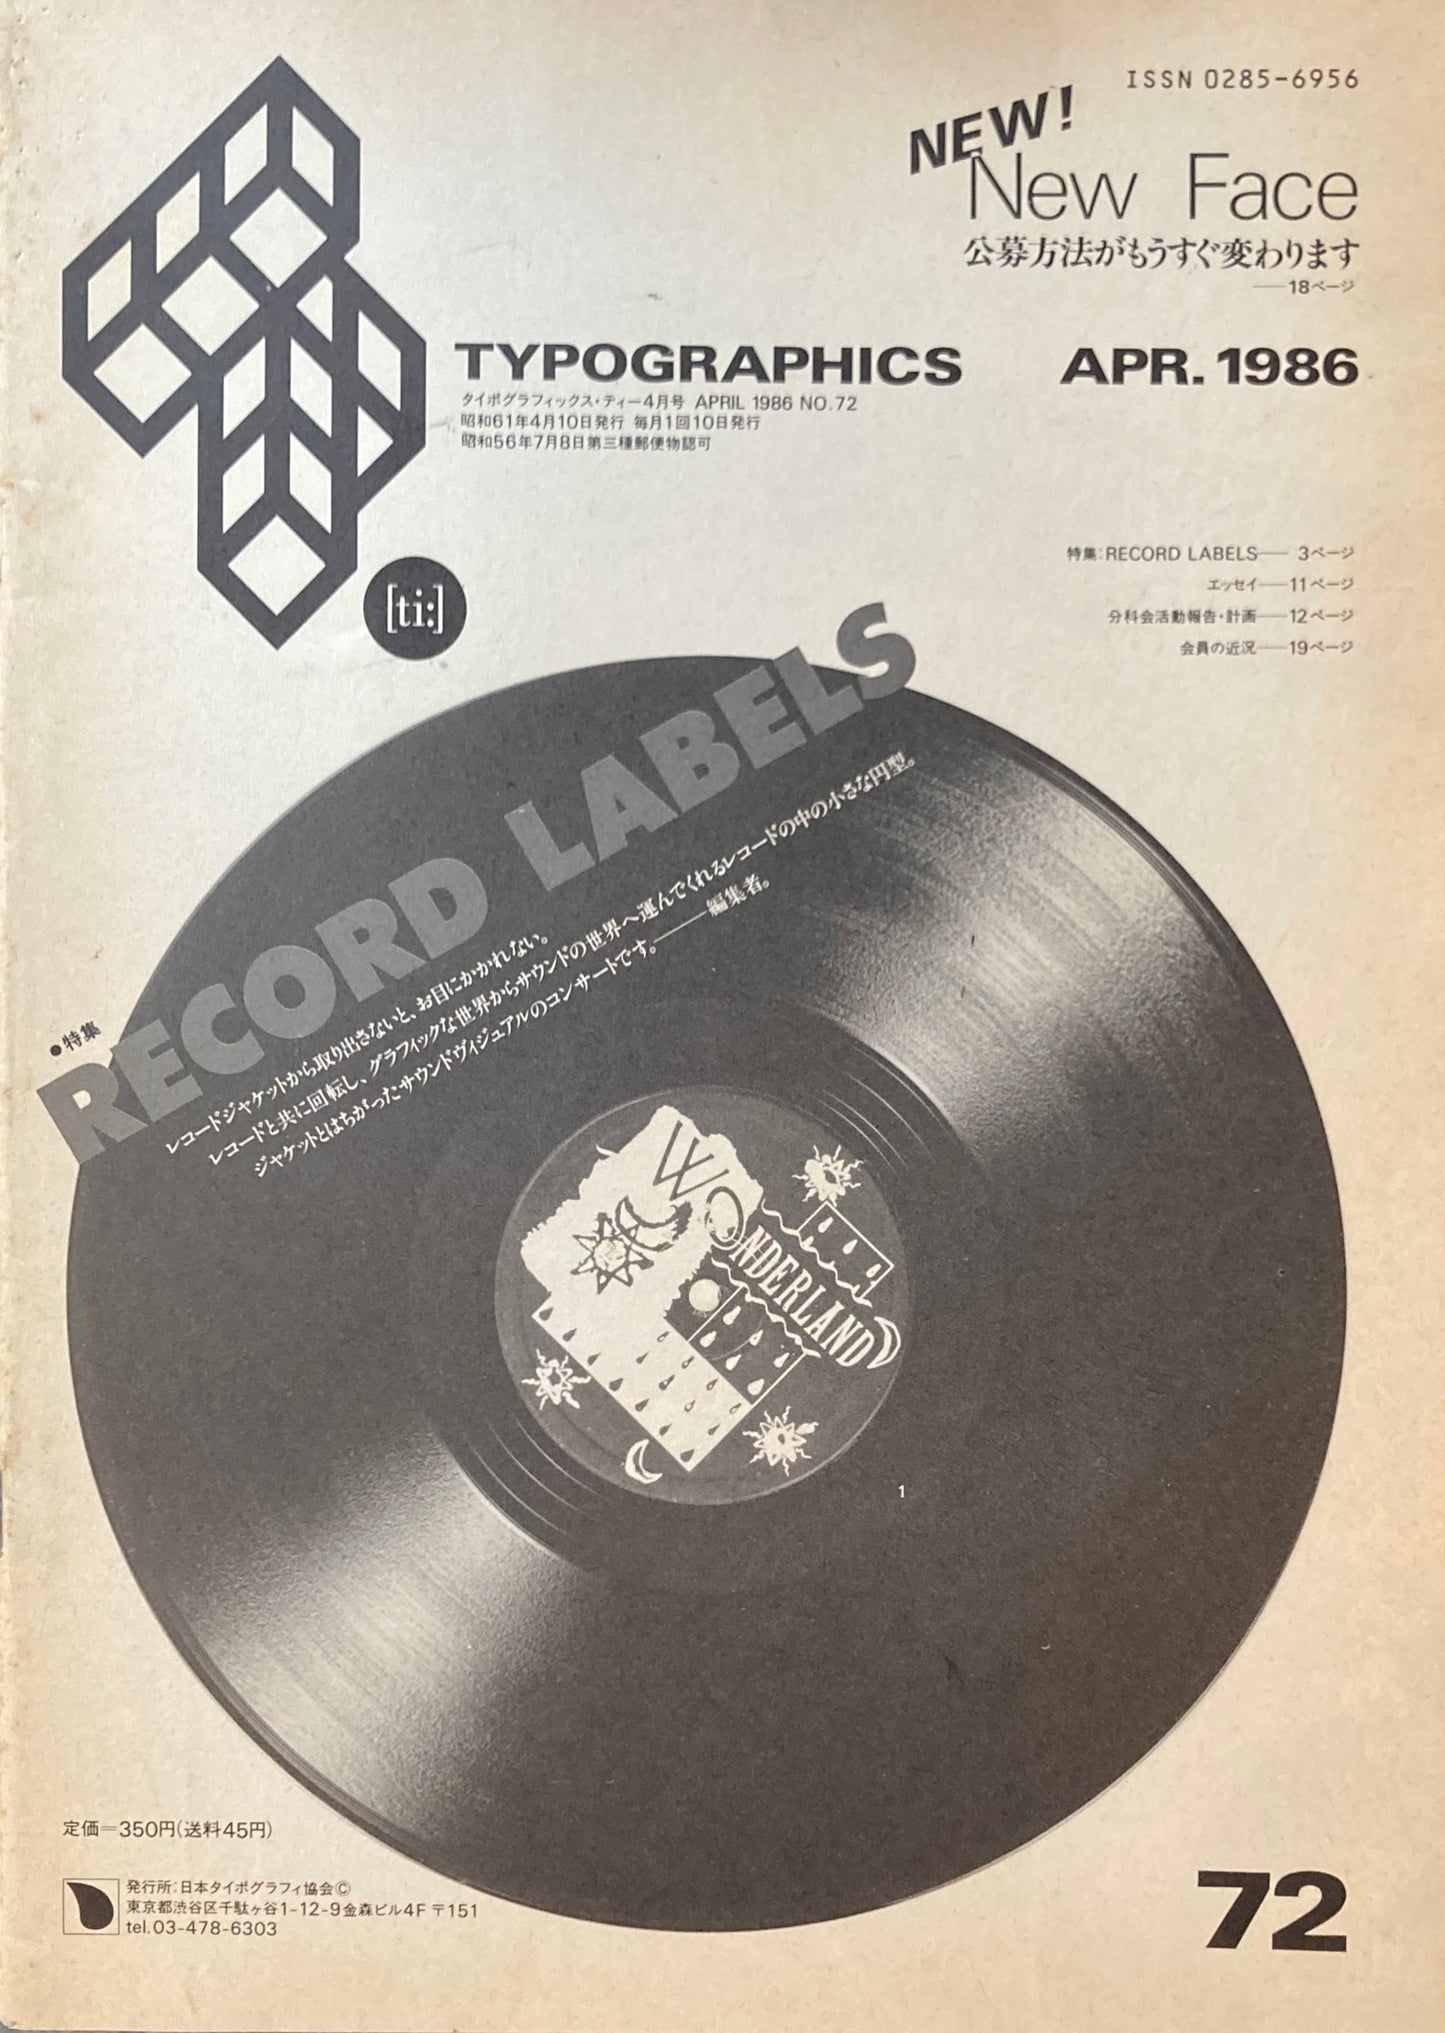 ISSN 0285-6956
NEW!
New Face
公募方法がもうすぐ変わります
——18ページ
TYPOGRAPHICS APR. 1986
タイポグラフィックス・ティー4月号 APRIL 1986 NO.72
昭和61年4月10日発行 毎月1回10日発行
昭和56年7月8日第三種郵便物認可
[ti:]
特集:RECORD LABELS—— 3ページ
エッセイ——11ページ
分科会活動報告・計画——12ページ
会員の近況——19ページ
●特集
RECORD LABELS
レコードジャケットから取り出さないと、お目にかかれない。
レコードと共に回転し、グラフィックな世界からサウンドの世界へ運んでくれるレコードの中の小さな円型。
ジャケットとはちがったサウンドヴィジュアルのコンサートです。——編集者。
WONDERLAND
1
定価=350円(送料45円)
発行所:日本タイポグラフィ協会©
東京都渋谷区千駄ヶ谷1-12-9金森ビル4F 〒151
tel.03-478-6303
72